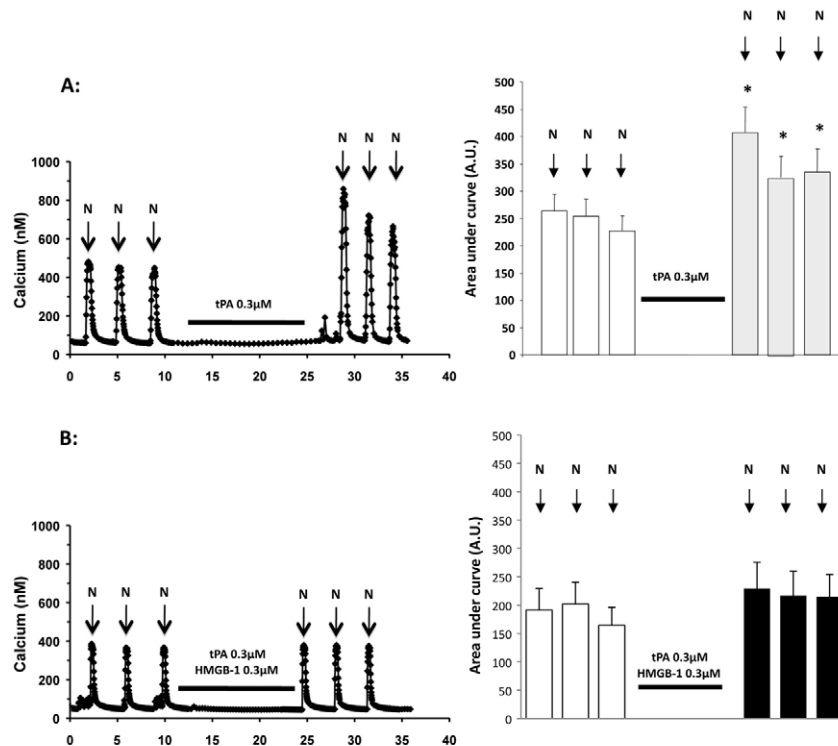 A:
N N N
N N N
Calcium (nM)
1000
800
600
400
200
0
tPA 0.3µM
0 5 10 15 20 25 30 35 40
N N N
N N N
Area under curve (A.U.)
500
450
400
350
300
250
200
150
100
50
0
* * *
tPA 0.3µM
B:
N N N
N N N
Calcium (nM)
1000
800
600
400
200
0
tPA 0.3µM
HMGB-1 0.3µM
0 5 10 15 20 25 30 35 40
N N N
N N N
Area under curve (A.U.)
500
450
400
350
300
250
200
150
100
50
0
tPA 0.3µM
HMGB-1 0.3µM